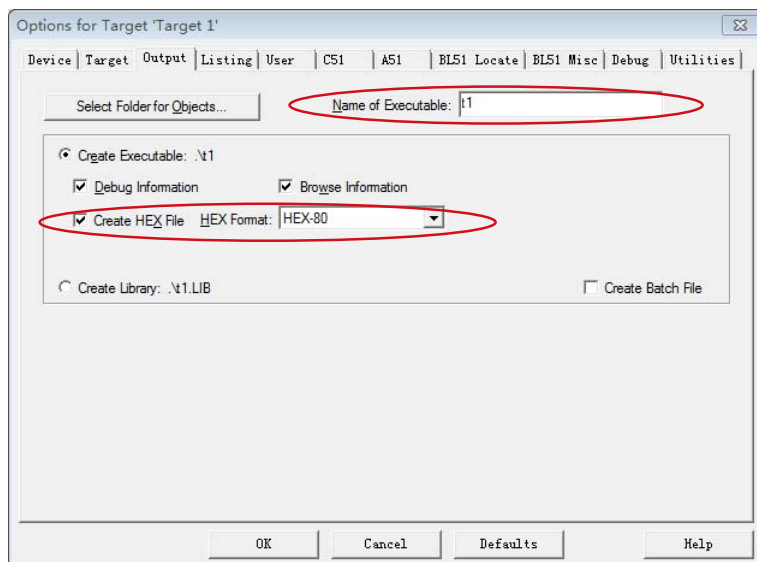 Options for Target 'Target 1'
Device Target Output Listing User C51 A51 BL51 Locate BL51 Misc Debug Utilities
Select Folder for Objects... Name of Executable: t1
Create Executable: .\t1
Debug Information Browse Information
Create HEX File HEX Format: HEX-80
Create Library: .\t1.LIB Create Batch File
OK Cancel Defaults Help